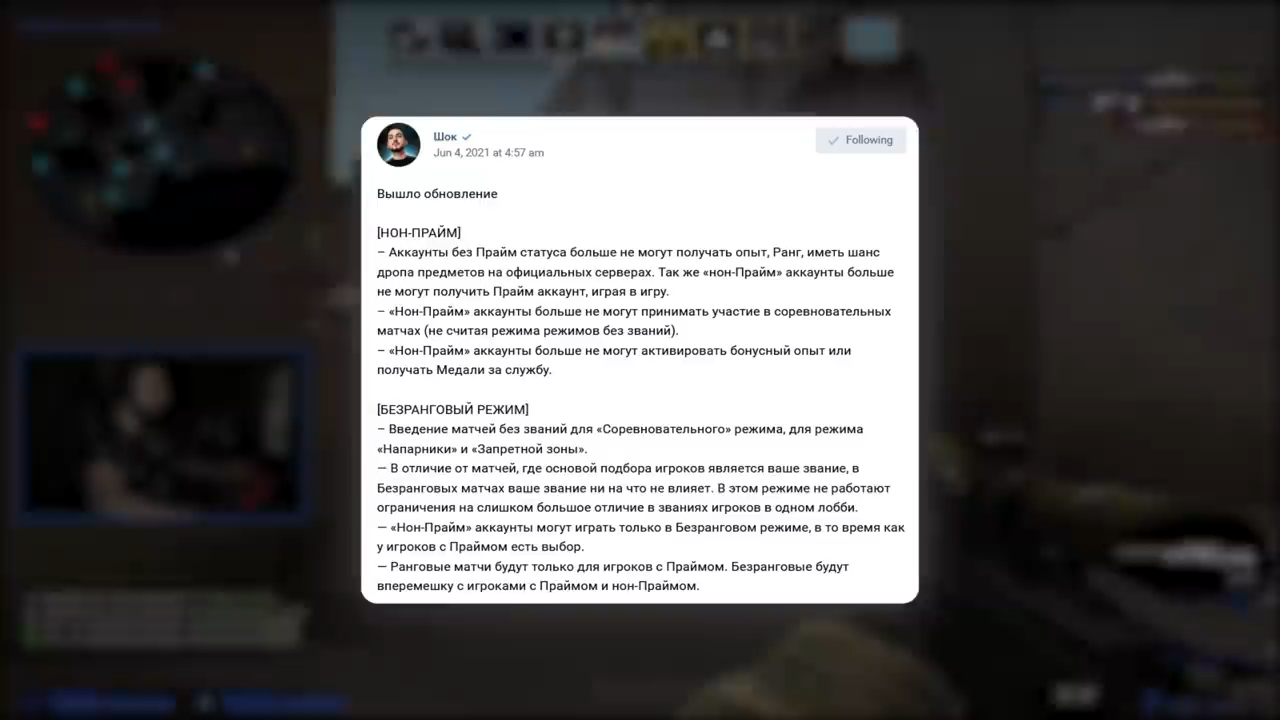 Шок
Following
Jun 4, 2021 at 4:57 am
Вышло обновление
[НОН-ПРАЙМ]
– Аккаунты без Прайм статуса больше не могут получать опыт, Ранг, иметь шанс
дропа предметов на официальных серверах. Так же «нон-Прайм» аккаунты больше
не могут получить Прайм аккаунт, играя в игру.
– «Нон-Прайм» аккаунты больше не могут принимать участие в соревновательных
матчах (не считая режима режимов без званий).
– «Нон-Прайм» аккаунты больше не могут активировать бонусный опыт или
получать Медали за службу.
[БЕЗРАНГОВЫЙ РЕЖИМ]
– Введение матчей без званий для «Соревновательного» режима, для режима
«Напарники» и «Запретной зоны».
— В отличие от матчей, где основой подбора игроков является ваше звание, в
Безранговых матчах ваше звание ни на что не влияет. В этом режиме не работают
ограничения на слишком большое отличие в званиях игроков в одном лобби.
— «Нон-Прайм» аккаунты могут играть только в Безранговом режиме, в то время как
у игроков с Праймом есть выбор.
— Ранговые матчи будут только для игроков с Праймом. Безранговые будут
вперемешку с игроками с Праймом и нон-Праймом.